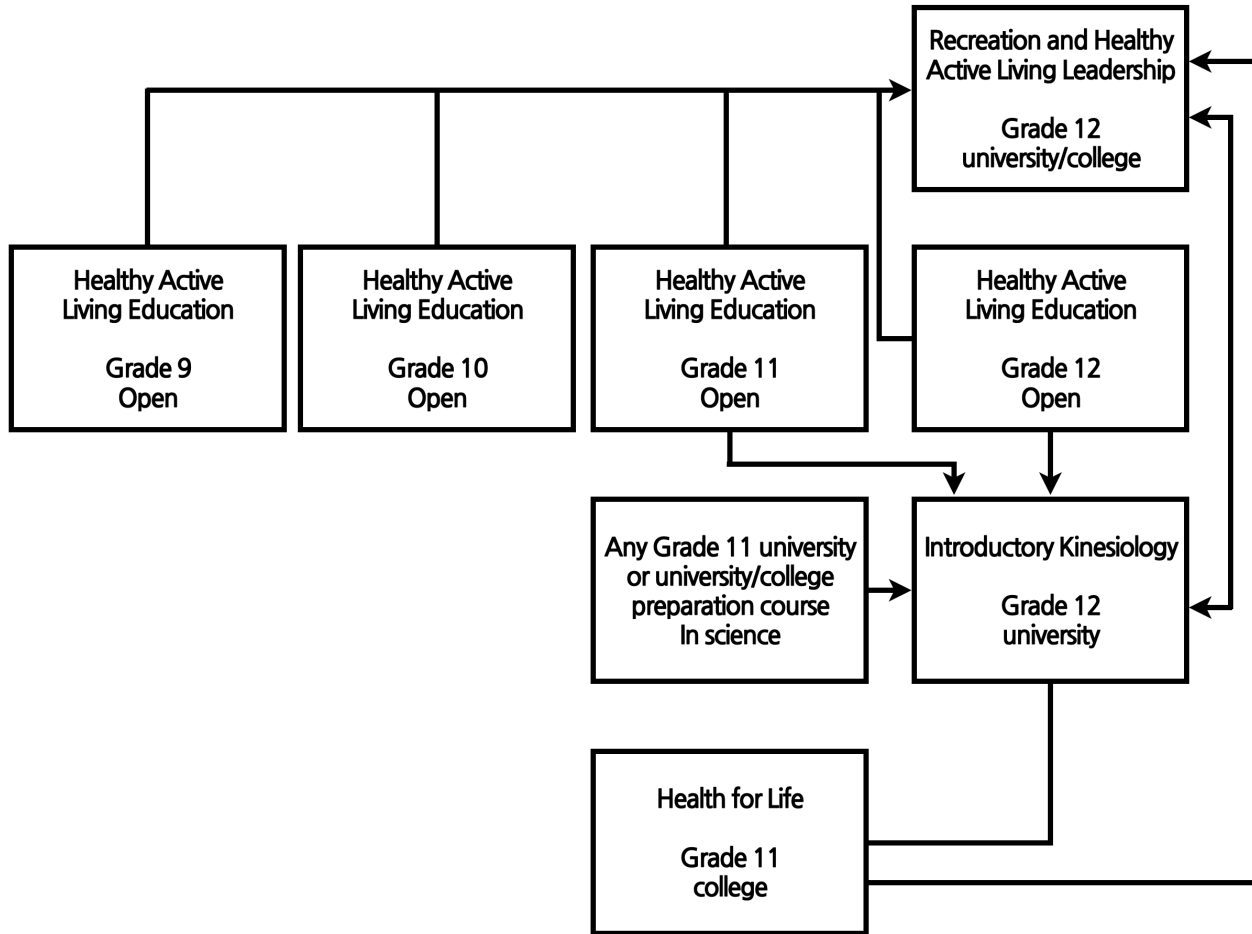 Recreation and Healthy
Active Living Leadership
Grade 12
university/college
Healthy Active
Living Education
Grade 9
Open
Healthy Active
Living Education
Grade 10
Open
Healthy Active
Living Education
Grade 11
Open
Healthy Active
Living Education
Grade 12
Open
Any Grade 11 university
or university/college
preparation course
In science
Introductory Kinesiology
Grade 12
university
Health for Life
Grade 11
college